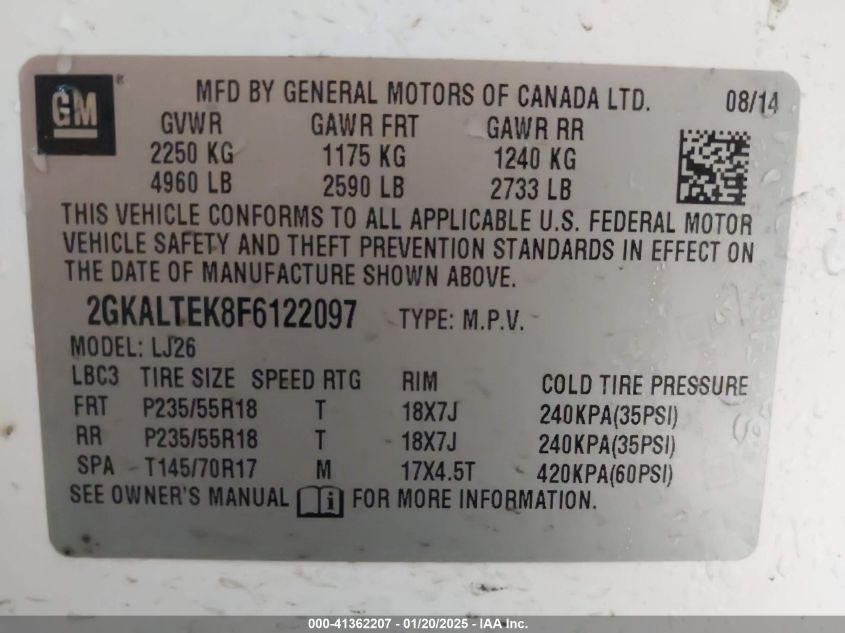 GM ®
MFD BY GENERAL MOTORS OF CANADA LTD. 08/14
GVWR GAWR FRT GAWR RR
2250 KG 1175 KG 1240 KG
4960 LB 2590 LB 2733 LB
THIS VEHICLE CONFORMS TO ALL APPLICABLE U.S. FEDERAL MOTOR
VEHICLE SAFETY AND THEFT PREVENTION STANDARDS IN EFFECT ON
THE DATE OF MANUFACTURE SHOWN ABOVE.
2GKALTEK8F6122097 TYPE: M.P.V.
MODEL: LJ26
LBC3 TIRE SIZE SPEED RTG RIM COLD TIRE PRESSURE
FRT P235/55R18 T 18X7J 240KPA(35PSI)
RR P235/55R18 T 18X7J 240KPA(35PSI)
SPA T145/70R17 M 17X4.5T 420KPA(60PSI)
SEE OWNER'S MANUAL i FOR MORE INFORMATION.
000-41362207 - 01/20/2025 - IAA Inc.